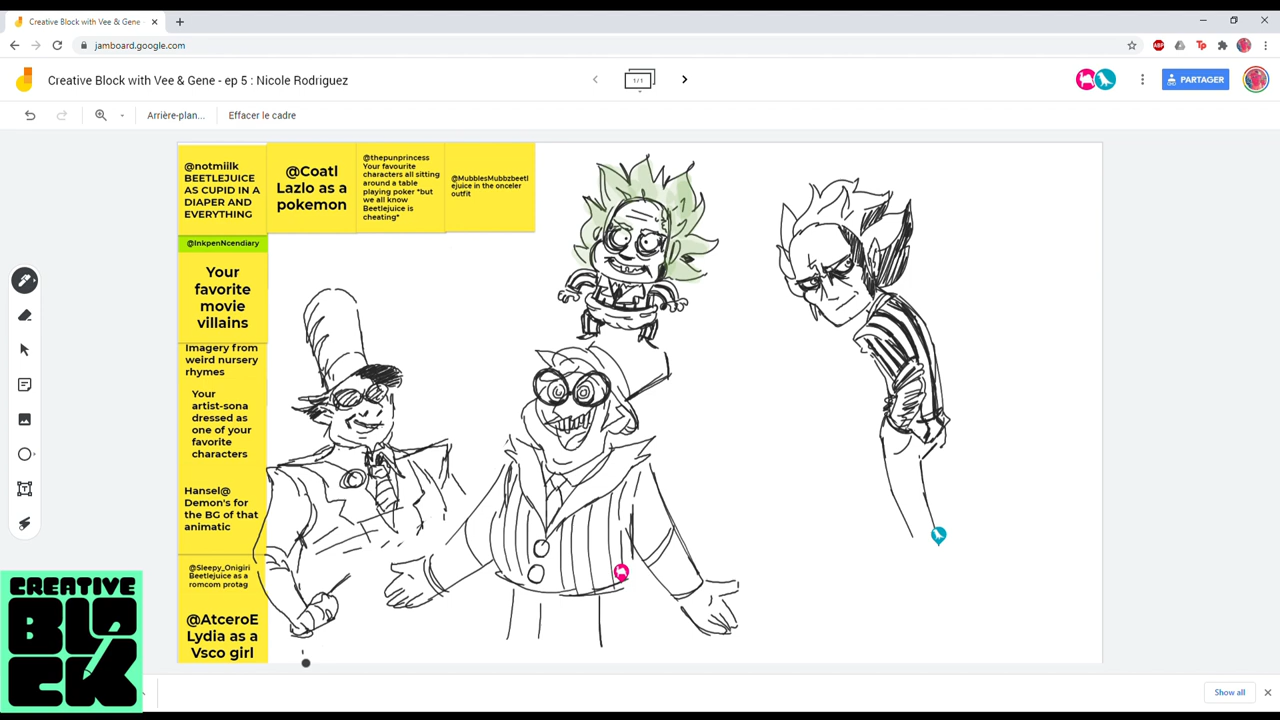 Creative Block with Vee & Gene -
jamboard.google.com
ABP
Tp
Creative Block with Vee & Gene - ep 5 : Nicole Rodriguez
1/1
PARTAGER
Arrière-plan...
Effacer le cadre
@notmiilk
BEETLEJUICE
AS CUPID IN A
DIAPER AND
EVERYTHING
@Coatl
Lazlo as a
pokemon
@thepunprincess
Your favourite
characters all sitting
around a table
playing poker *but
we all know
Beetlejuice is
cheating*
@MubblesMubbzbeetl
ejuice in the onceler
outfit
@InkpenNcendiary
Your
favorite
movie
villains
Imagery from
weird nursery
rhymes
Your
artist-sona
dressed as
one of your
favorite
characters
Hansel@
Demon's for
the BG of that
animatic
@Sleepy_Onigiri
Beetlejuice as a
romcom protag
@AtceroE
Lydia as a
Vsco girl
CREATIVE
BLOCK
Show all